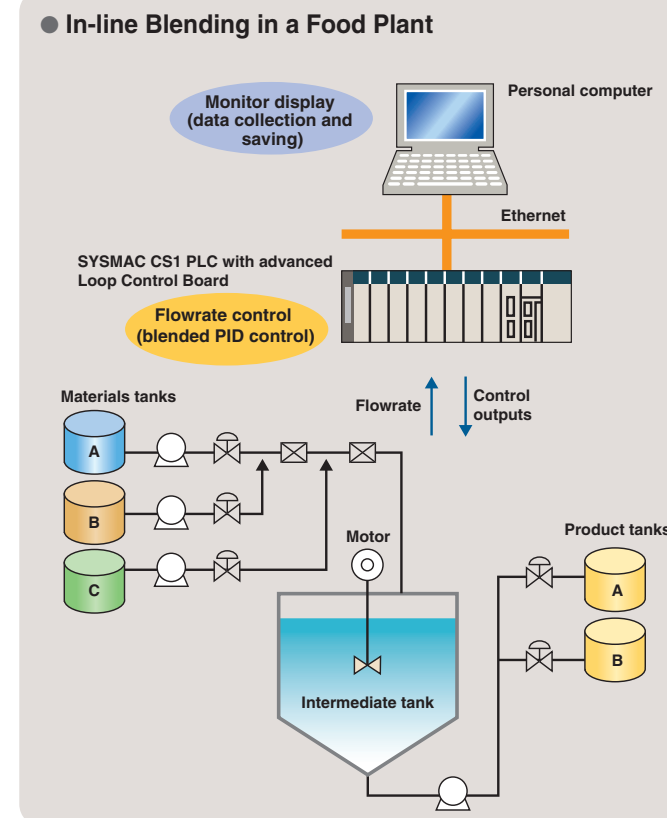 ● In-line Blending in a Food Plant
Monitor display
(data collection and
saving)
Personal computer
Ethernet
SYSMAC CS1 PLC with advanced
Loop Control Board
Flowrate control
(blended PID control)
Flowrate
Control
outputs
Materials tanks
A
B
C
Motor
Intermediate tank
Product tanks
A
B